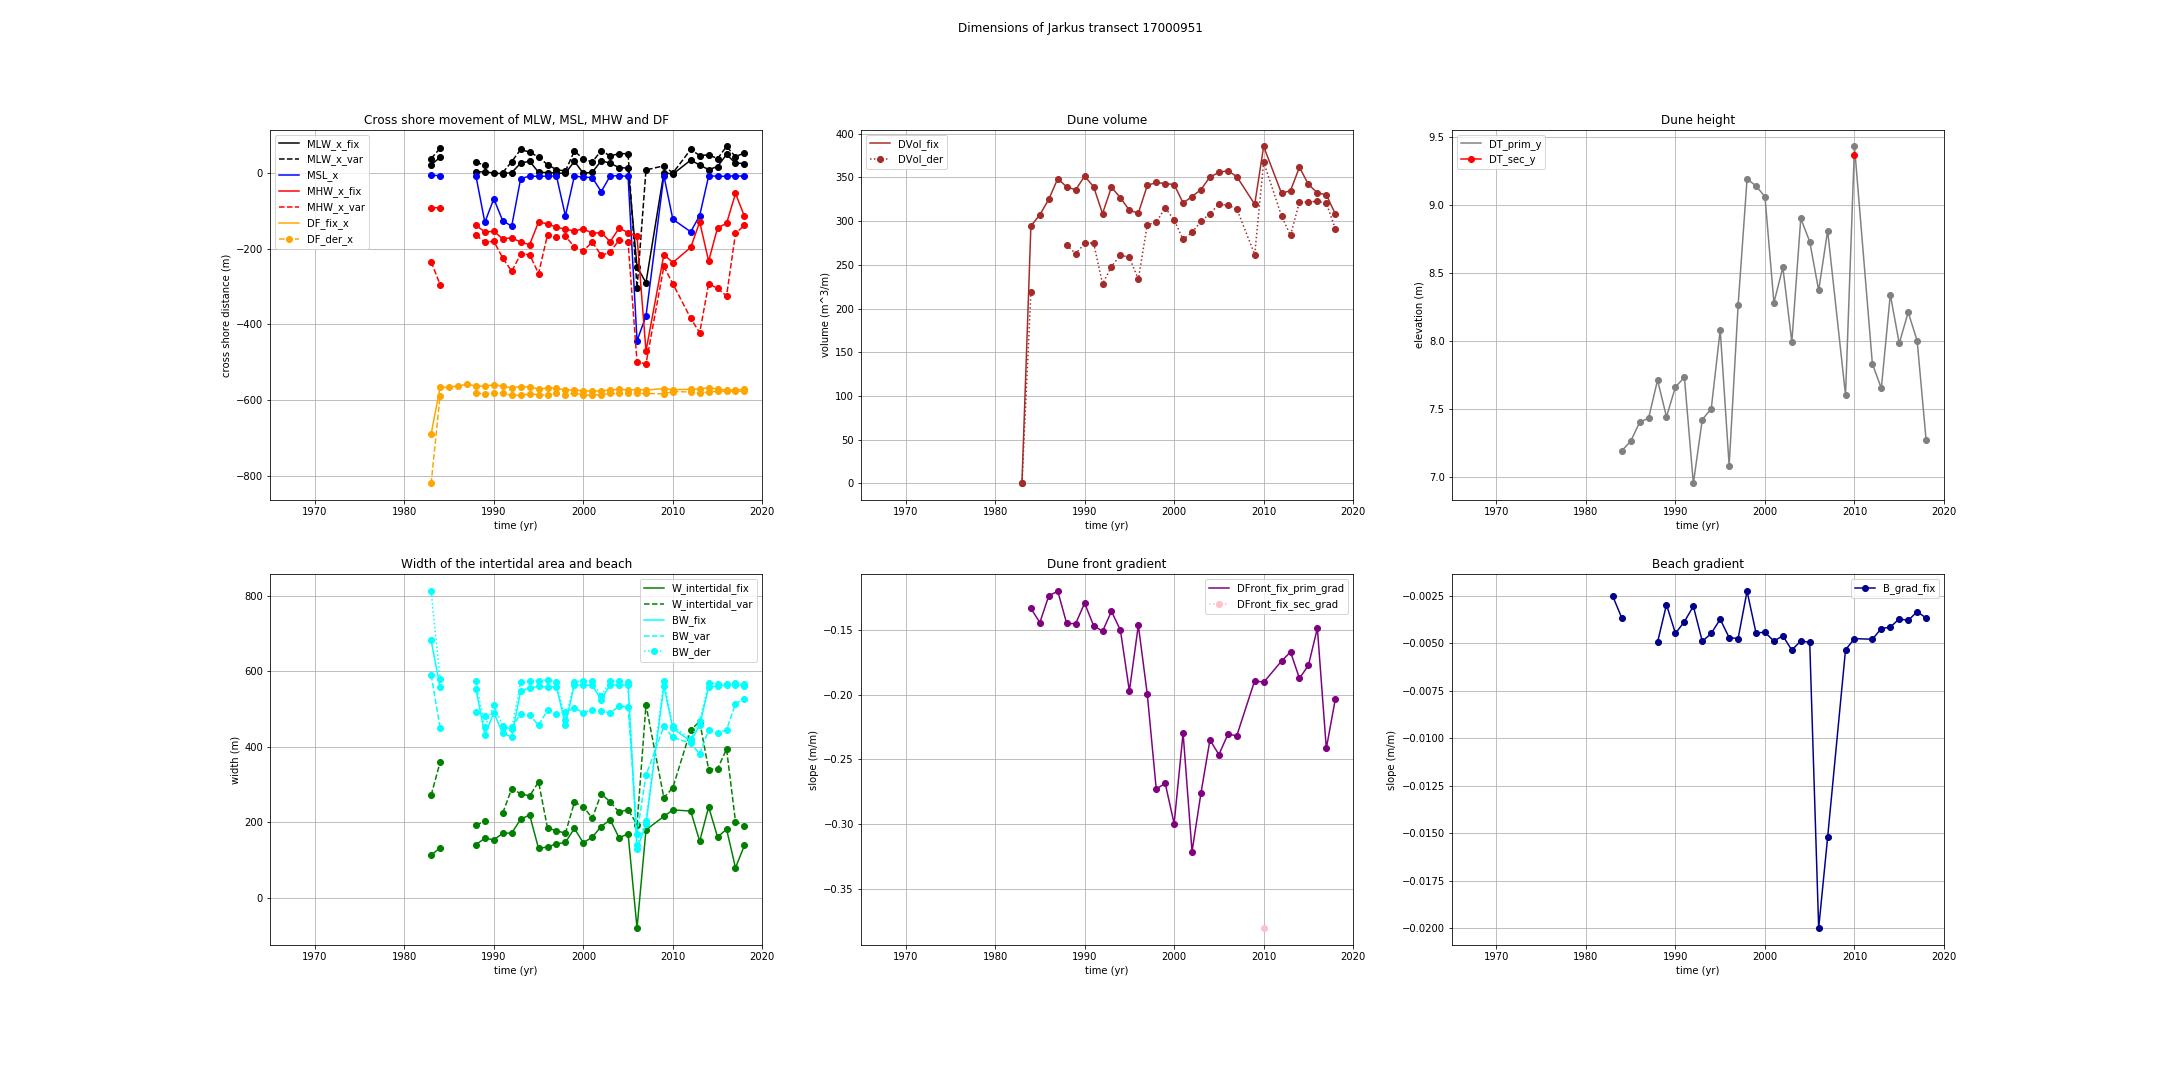 Dimensions of Jarkus transect 17000951
Cross shore movement of MLW, MSL, MHW and DF
MLW_x_fix
MLW_x_var
MSL_x
MHW_x_fix
MHW_x_var
DF_fix_x
DF_der_x
cross shore distance (m)
0
−200
−400
−600
−800
1970
1980
1990
2000
2010
2020
time (yr)
Dune volume
DVol_fix
DVol_der
volume (m^3/m)
400
350
300
250
200
150
100
50
0
1970
1980
1990
2000
2010
2020
time (yr)
Dune height
DT_prim_y
DT_sec_y
elevation (m)
9.5
9.0
8.5
8.0
7.5
7.0
1970
1980
1990
2000
2010
2020
time (yr)
Width of the intertidal area and beach
W_intertidal_fix
W_intertidal_var
BW_fix
BW_var
BW_der
width (m)
800
600
400
200
0
1970
1980
1990
2000
2010
2020
time (yr)
Dune front gradient
DFront_fix_prim_grad
DFront_fix_sec_grad
slope (m/m)
−0.15
−0.20
−0.25
−0.30
−0.35
1970
1980
1990
2000
2010
2020
time (yr)
Beach gradient
B_grad_fix
slope (m/m)
−0.0025
−0.0050
−0.0075
−0.0100
−0.0125
−0.0150
−0.0175
−0.0200
1970
1980
1990
2000
2010
2020
time (yr)